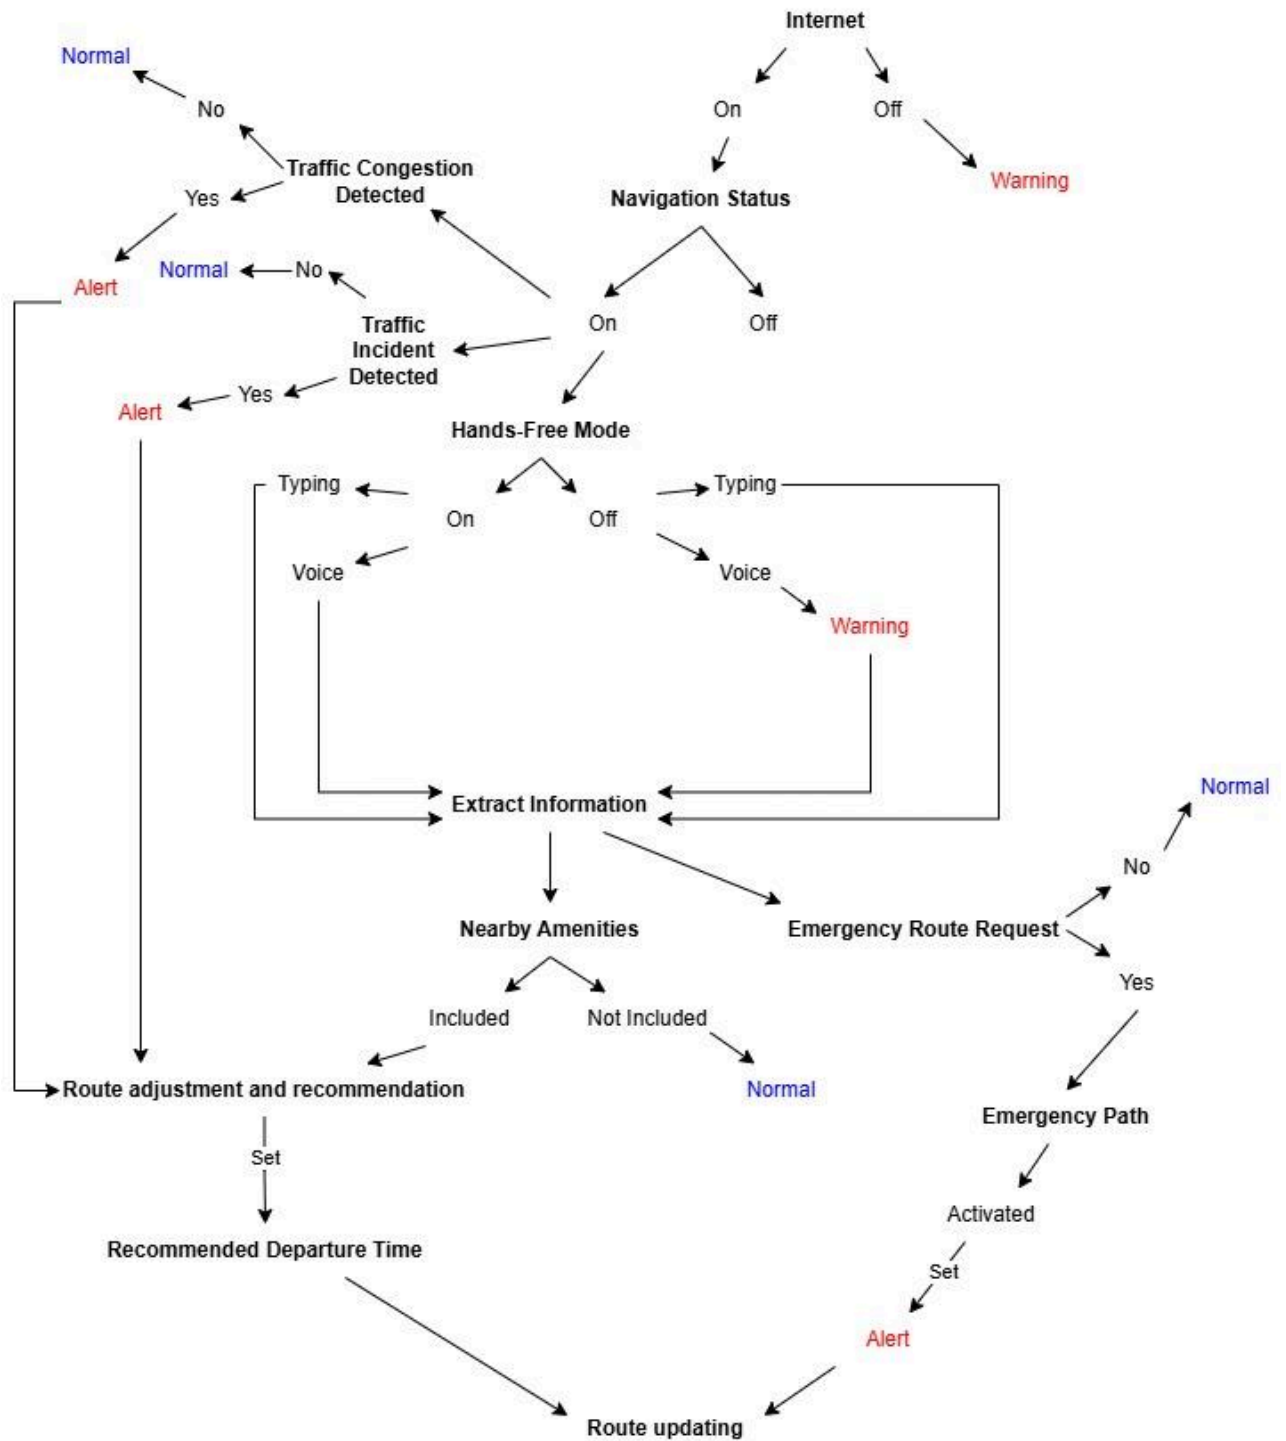 Internet
Normal
No
On
Off
Traffic Congestion
Detected
Warning
Yes
Navigation Status
Normal
No
Alert
On
Off
Traffic
Incident
Detected
Yes
Alert
Hands-Free Mode
Typing
Typing
On
Off
Voice
Voice
Warning
Extract Information
Normal
No
Nearby Amenities
Emergency Route Request
Yes
Included
Not Included
Route adjustment and recommendation
Normal
Emergency Path
Set
Activated
Recommended Departure Time
Set
Alert
Route updating